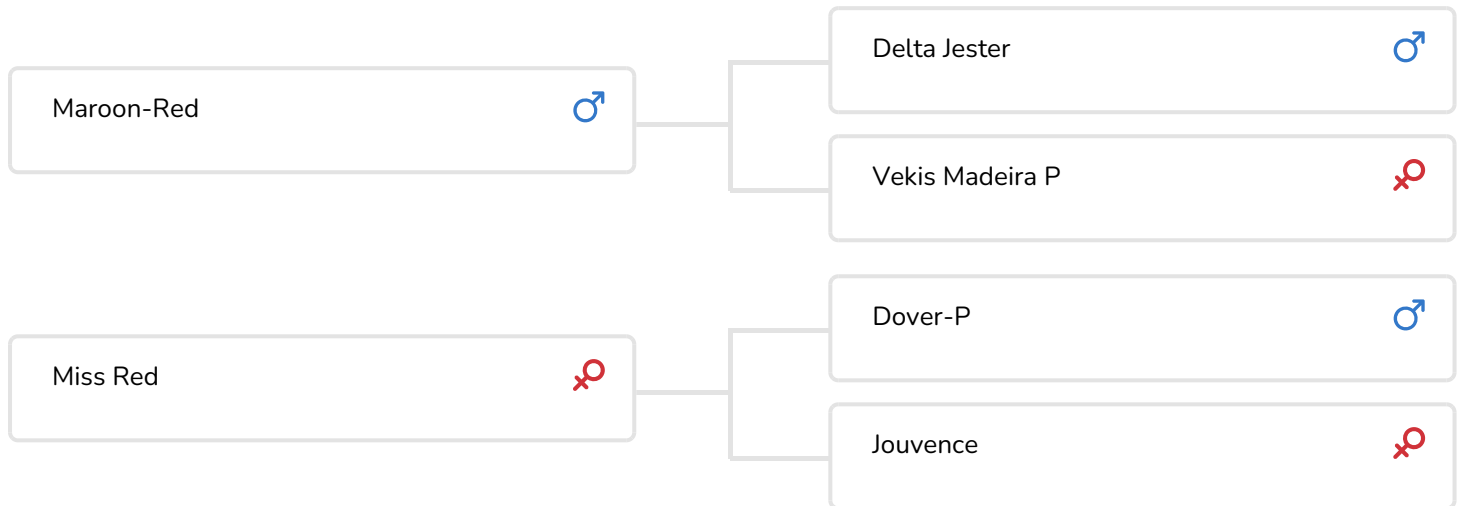 Delta Jester
Maroon-Red
Vekis Madeira P
Dover-P
Miss Red
Jouvence